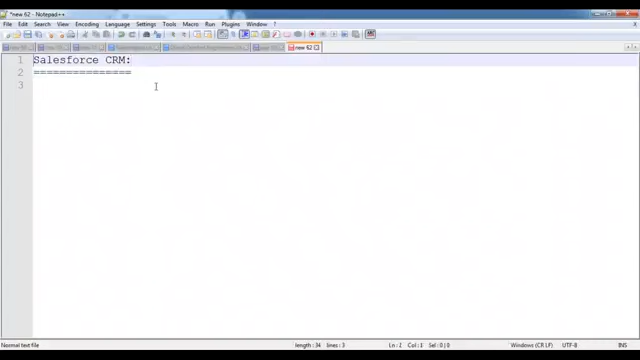 *new 62 - Notepad++
File Edit Search View Encoding Language Settings Tools Macro Run Plugins Window ?
new 62
1 Salesforce CRM:
2 ===============
3
Normal text file length : 34 lines : 3 Ln : 1 Col : 1 Sel : 0 | 0 Windows (CR LF) UTF-8 INS